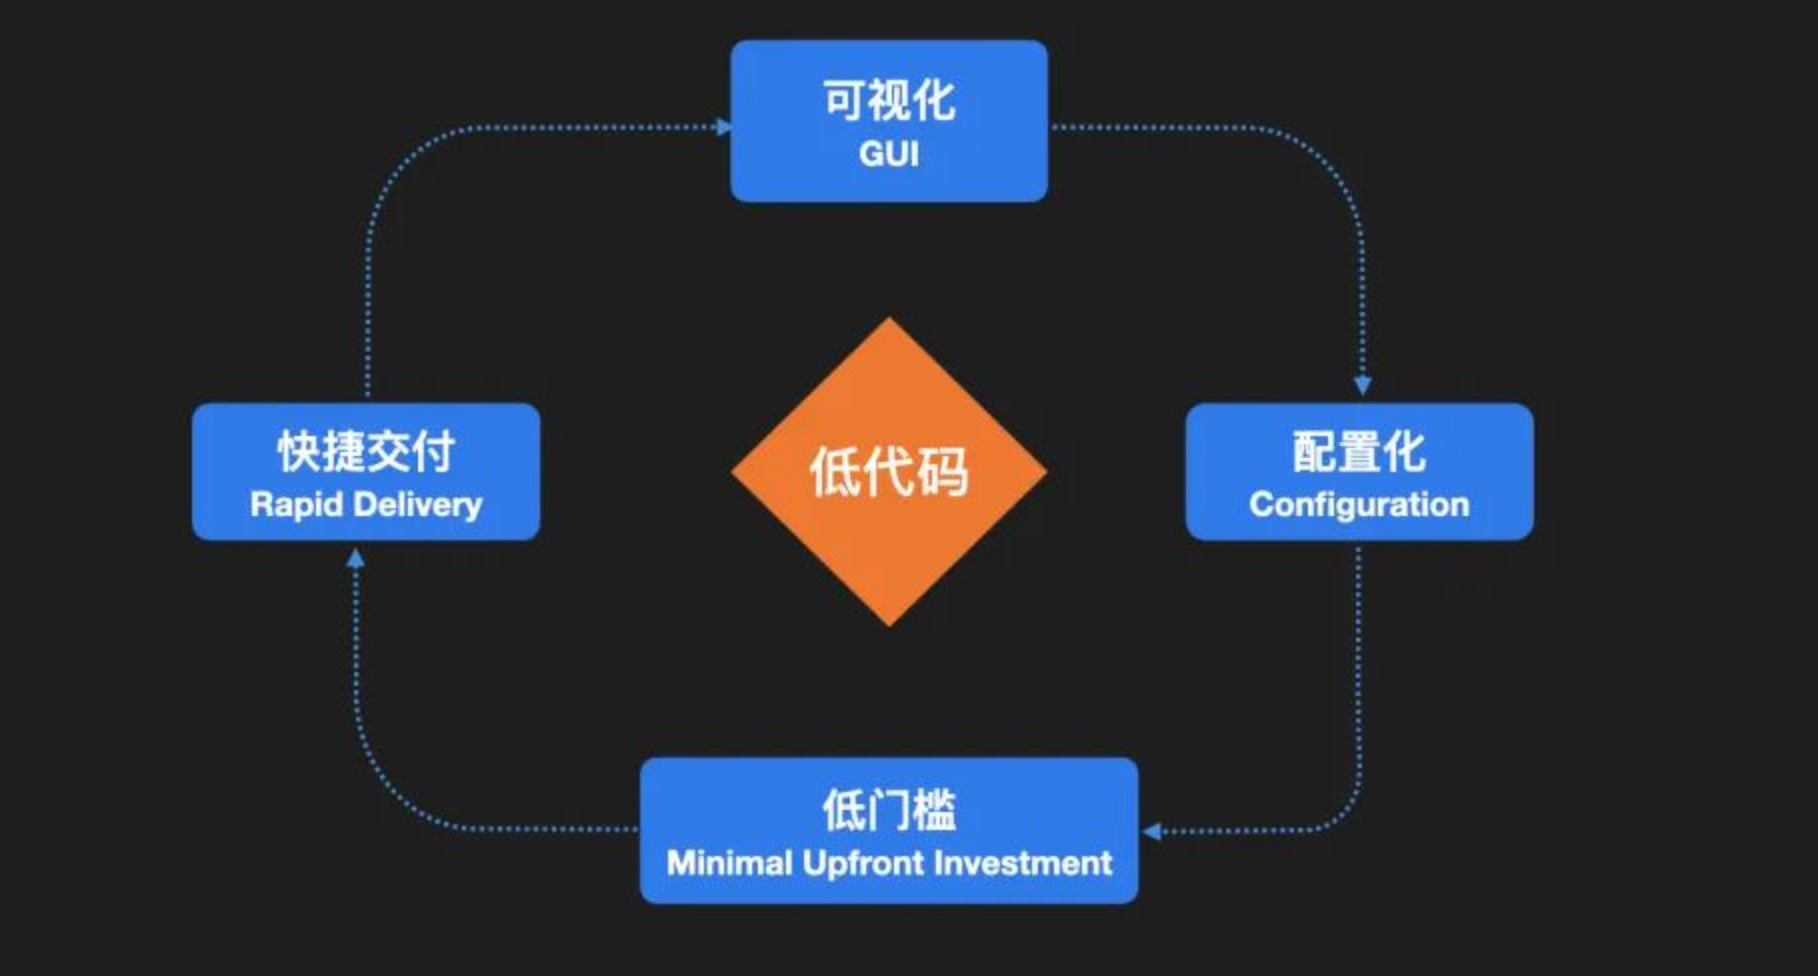 可视化
GUI
快捷交付
Rapid Delivery
低代码
配置化
Configuration
低门槛
Minimal Upfront Investment